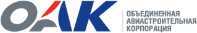 ОАК
ОБЪЕДИНЕННАЯ
АВИАСТРОИТЕЛЬНАЯ
КОРПОРАЦИЯ